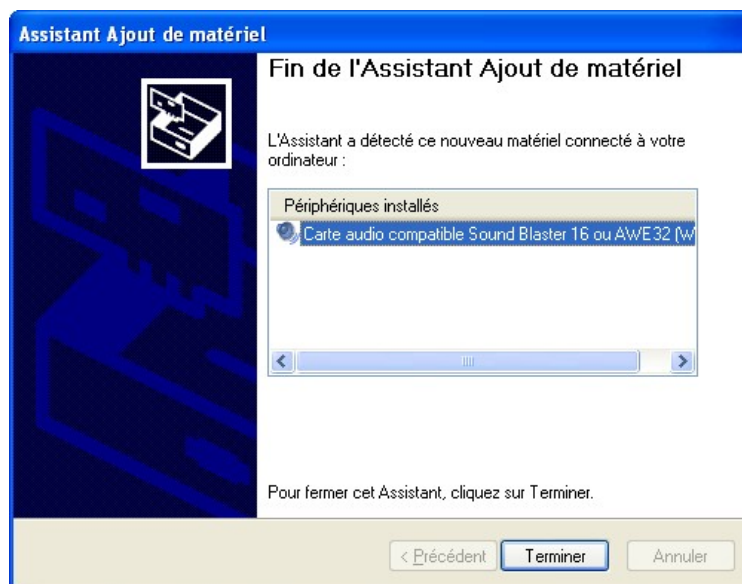 Assistant Ajout de matériel
Fin de l'Assistant Ajout de matériel
L'Assistant a détecté ce nouveau matériel connecté à votre
ordinateur :
Périphériques installés
Carte audio compatible Sound Blaster 16 ou AWE32 (W
Pour fermer cet Assistant, cliquez sur Terminer.
< Précédent
Terminer
Annuler